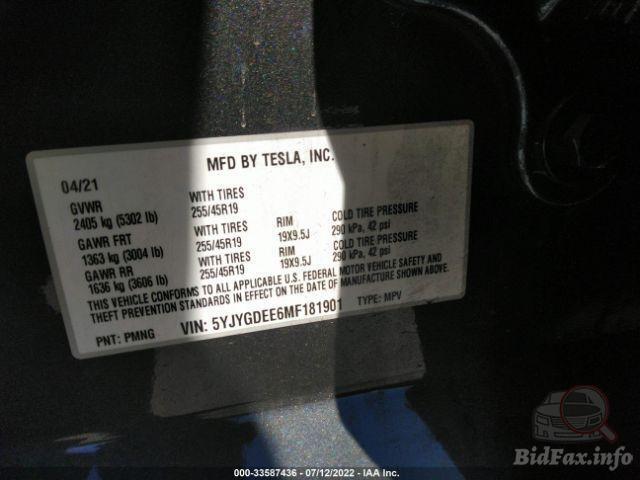 MFD BY TESLA, INC.
04/21
GVWR WITH TIRES
2405 kg (5302 lb) 255/45R19
GAWR FRT WITH TIRES RIM COLD TIRE PRESSURE
1363 kg (3004 lb) 255/45R19 19X9.5J 290 kPa, 42 psi
GAWR RR WITH TIRES RIM COLD TIRE PRESSURE
1636 kg (3606 lb) 255/45R19 19X9.5J 290 kPa, 42 psi
THIS VEHICLE CONFORMS TO ALL APPLICABLE U.S. FEDERAL MOTOR VEHICLE SAFETY AND
THEFT PREVENTION STANDARDS IN EFFECT ON THE DATE OF MANUFACTURE SHOWN ABOVE.
PNT: PMNG VIN: 5YJYGDEE6MF181901 TYPE: MPV
BidFax.info
000-33587436 - 07/12/2022 - IAA Inc.